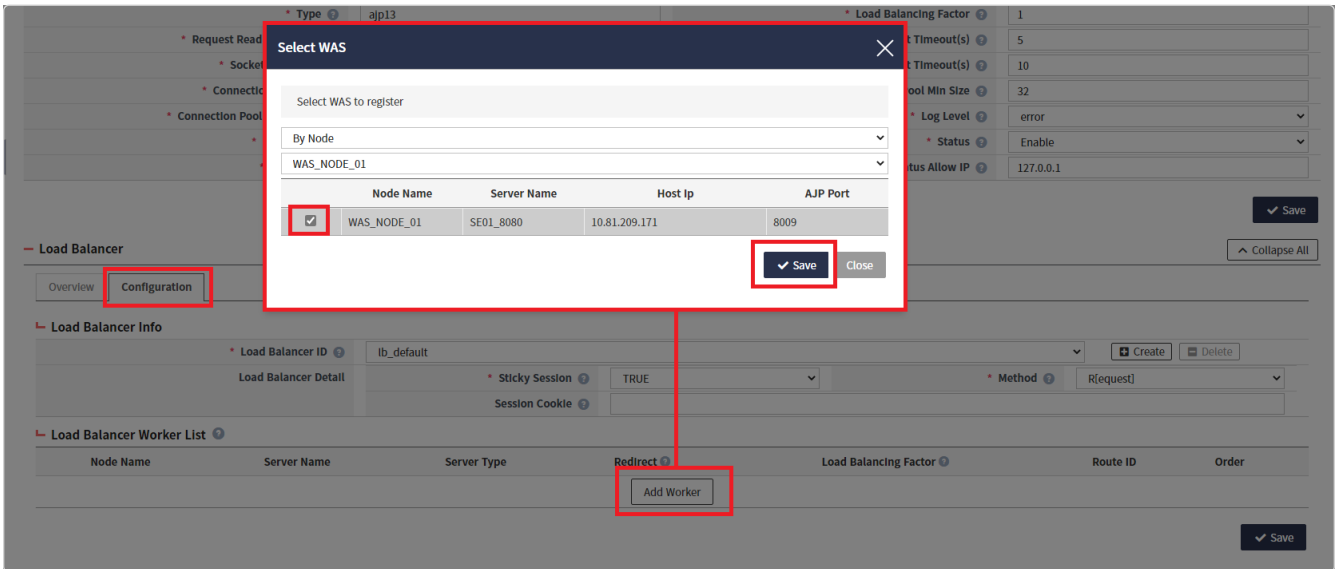 * Type ajp13 * Load Balancing Factor 1
* Request Read t Timeout(s) 5
* Socket t Timeout(s) 10
* Connectio ool Min Size 32
* Connection Pool * Log Level error
* * Status Enable
* tus Allow IP 127.0.0.1
Save
Select WAS
Select WAS to register
By Node
WAS_NODE_01
Node Name Server Name Host Ip AJP Port
WAS_NODE_01 SE01_8080 10.81.209.171 8009
Save Close
Load Balancer Collapse All
Overview Configuration
Load Balancer Info
* Load Balancer ID lb_default Create Delete
Load Balancer Detail * Sticky Session TRUE * Method R[equest]
Session Cookie
Load Balancer Worker List
Node Name Server Name Server Type Redirect Load Balancing Factor Route ID Order
Add Worker
Save